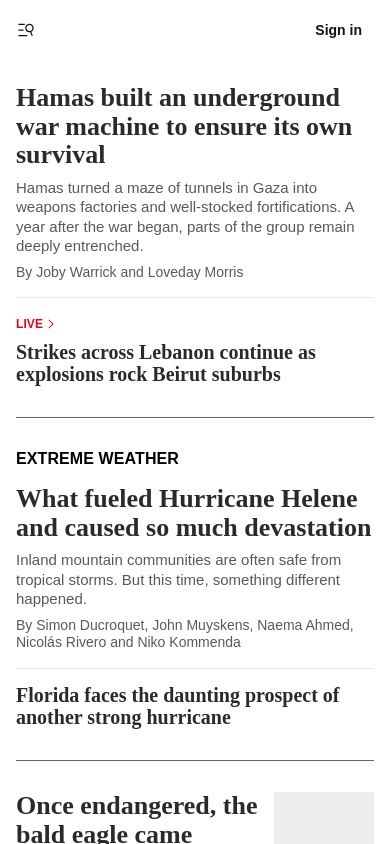 Sign in
Hamas built an underground
war machine to ensure its own
survival
Hamas turned a maze of tunnels in Gaza into
weapons factories and well-stocked fortifications. A
year after the war began, parts of the group remain
deeply entrenched.
By Joby Warrick and Loveday Morris
LIVE
Strikes across Lebanon continue as
explosions rock Beirut suburbs
EXTREME WEATHER
What fueled Hurricane Helene
and caused so much devastation
Inland mountain communities are often safe from
tropical storms. But this time, something different
happened.
By Simon Ducroquet, John Muyskens, Naema Ahmed,
Nicolás Rivero and Niko Kommenda
Florida faces the daunting prospect of
another strong hurricane
Once endangered, the
bald eagle came